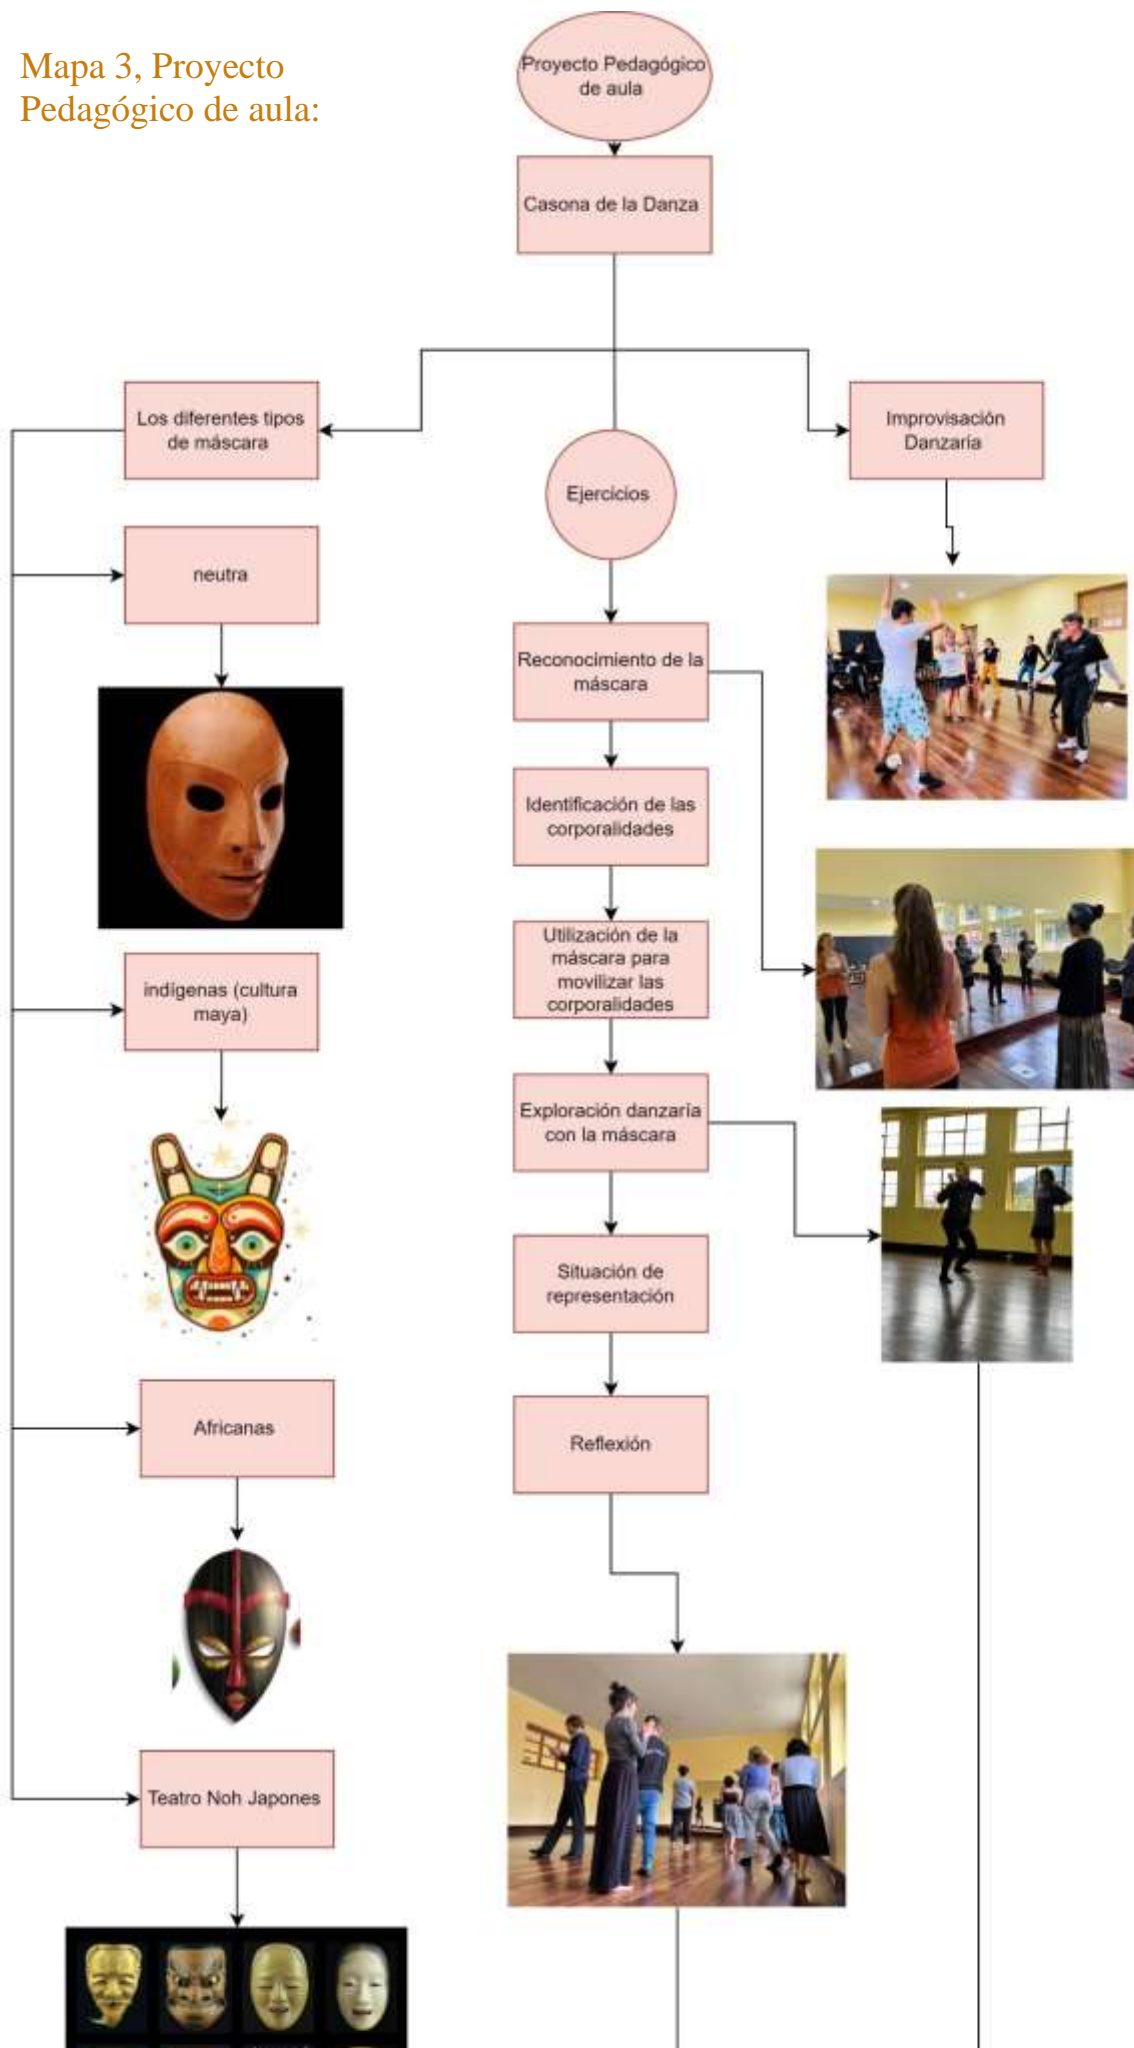 Mapa 3, Proyecto
Pedagógico de aula:
Proyecto Pedagógico
de aula
Casona de la Danza
Los diferentes tipos
de máscara
Improvisación
Danzaría
Ejercicios
neutra
Reconocimiento de la
máscara
Identificación de las
corporalidades
Utilización de la
máscara para
movilizar las
corporalidades
indígenas (cultura
maya)
Exploración danzaría
con la máscara
Situación de
representación
Africanas
Reflexión
Teatro Noh Japones